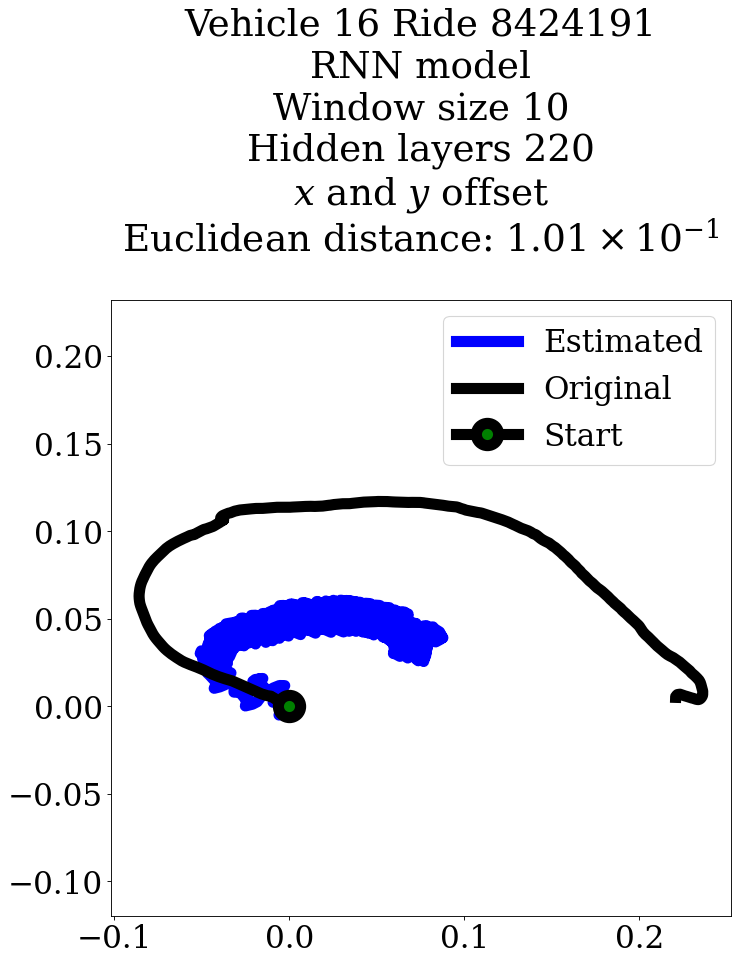 Vehicle 16 Ride 8424191
RNN model
Window size 10
Hidden layers 220
x and y offset
Euclidean distance: 1.01 × 10⁻¹
Estimated
Original
Start
0.20
0.15
0.10
0.05
0.00
−0.05
−0.10
−0.1 0.0 0.1 0.2